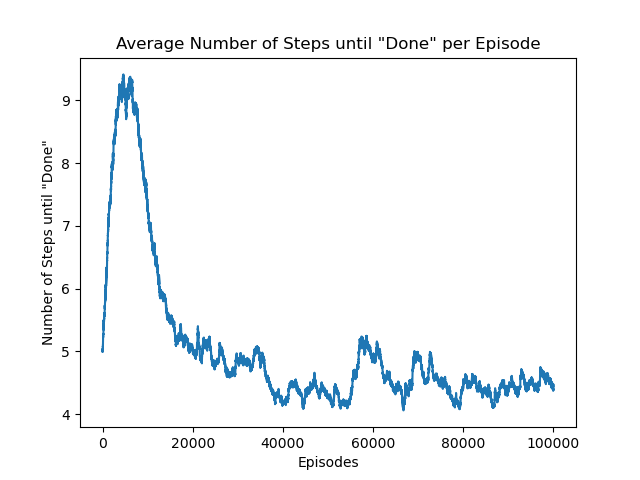 Average Number of Steps until "Done" per Episode
Number of Steps until "Done"
9
8
7
6
5
4
0 20000 40000 60000 80000 100000
Episodes